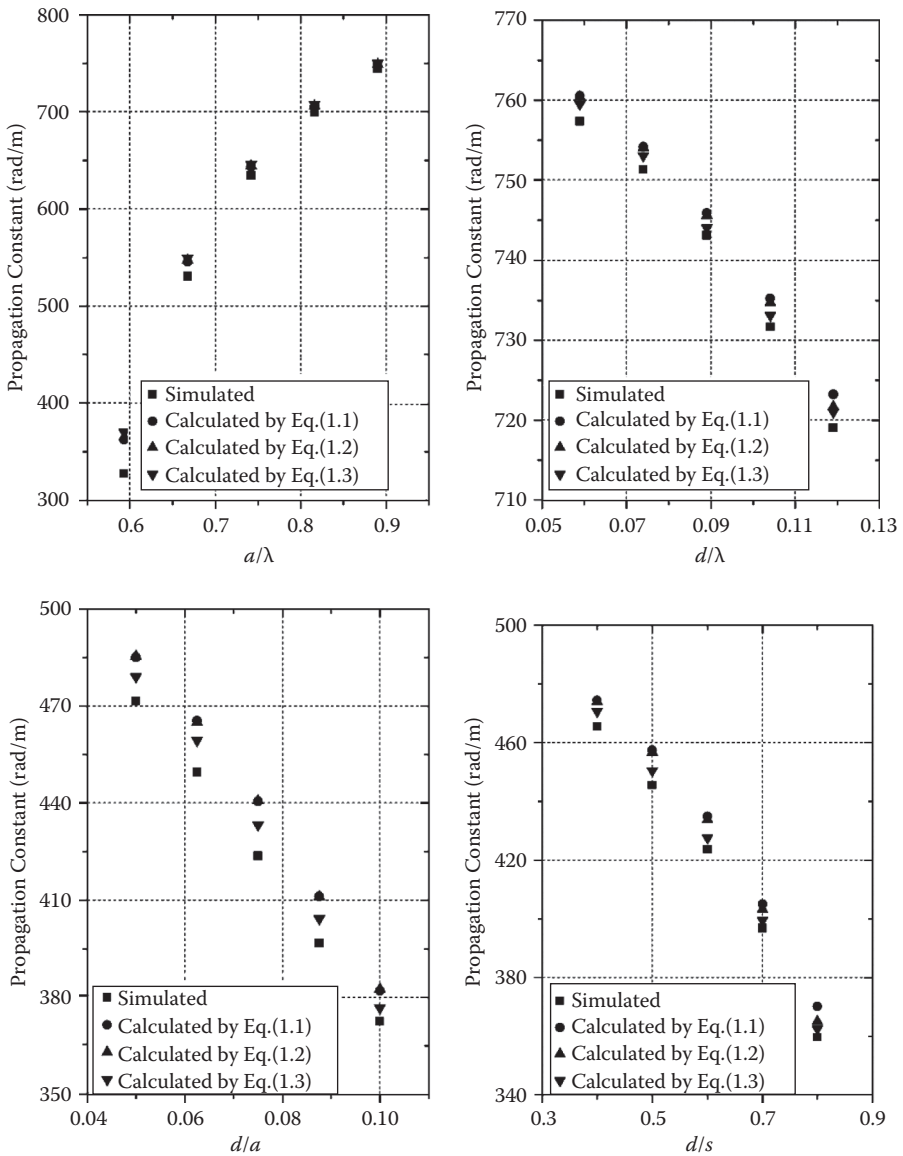 800
700
600
500
400
300
Propagation Constant (rad/m)
Simulated
Calculated by Eq.(1.1)
Calculated by Eq.(1.2)
Calculated by Eq.(1.3)
0.6 0.7 0.8 0.9
a/λ
770
760
750
740
730
720
710
Propagation Constant (rad/m)
Simulated
Calculated by Eq.(1.1)
Calculated by Eq.(1.2)
Calculated by Eq.(1.3)
0.05 0.07 0.09 0.11 0.13
d/λ
500
470
440
410
380
350
Propagation Constant (rad/m)
Simulated
Calculated by Eq.(1.1)
Calculated by Eq.(1.2)
Calculated by Eq.(1.3)
0.04 0.06 0.08 0.10
d/a
500
460
420
380
340
Propagation Constant (rad/m)
Simulated
Calculated by Eq.(1.1)
Calculated by Eq.(1.2)
Calculated by Eq.(1.3)
0.3 0.5 0.7 0.9
d/s